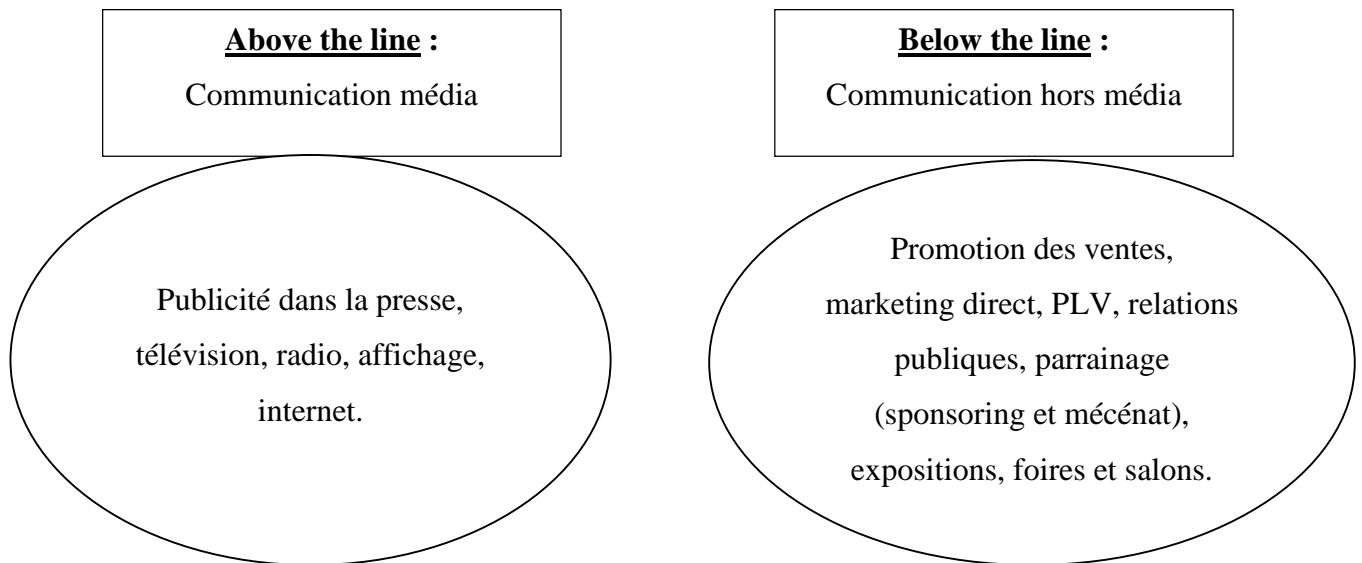 Above the line :
Communication média
Publicité dans la presse,
télévision, radio, affichage,
internet.
Below the line :
Communication hors média
Promotion des ventes,
marketing direct, PLV, relations
publiques, parrainage
(sponsoring et mécénat),
expositions, foires et salons.